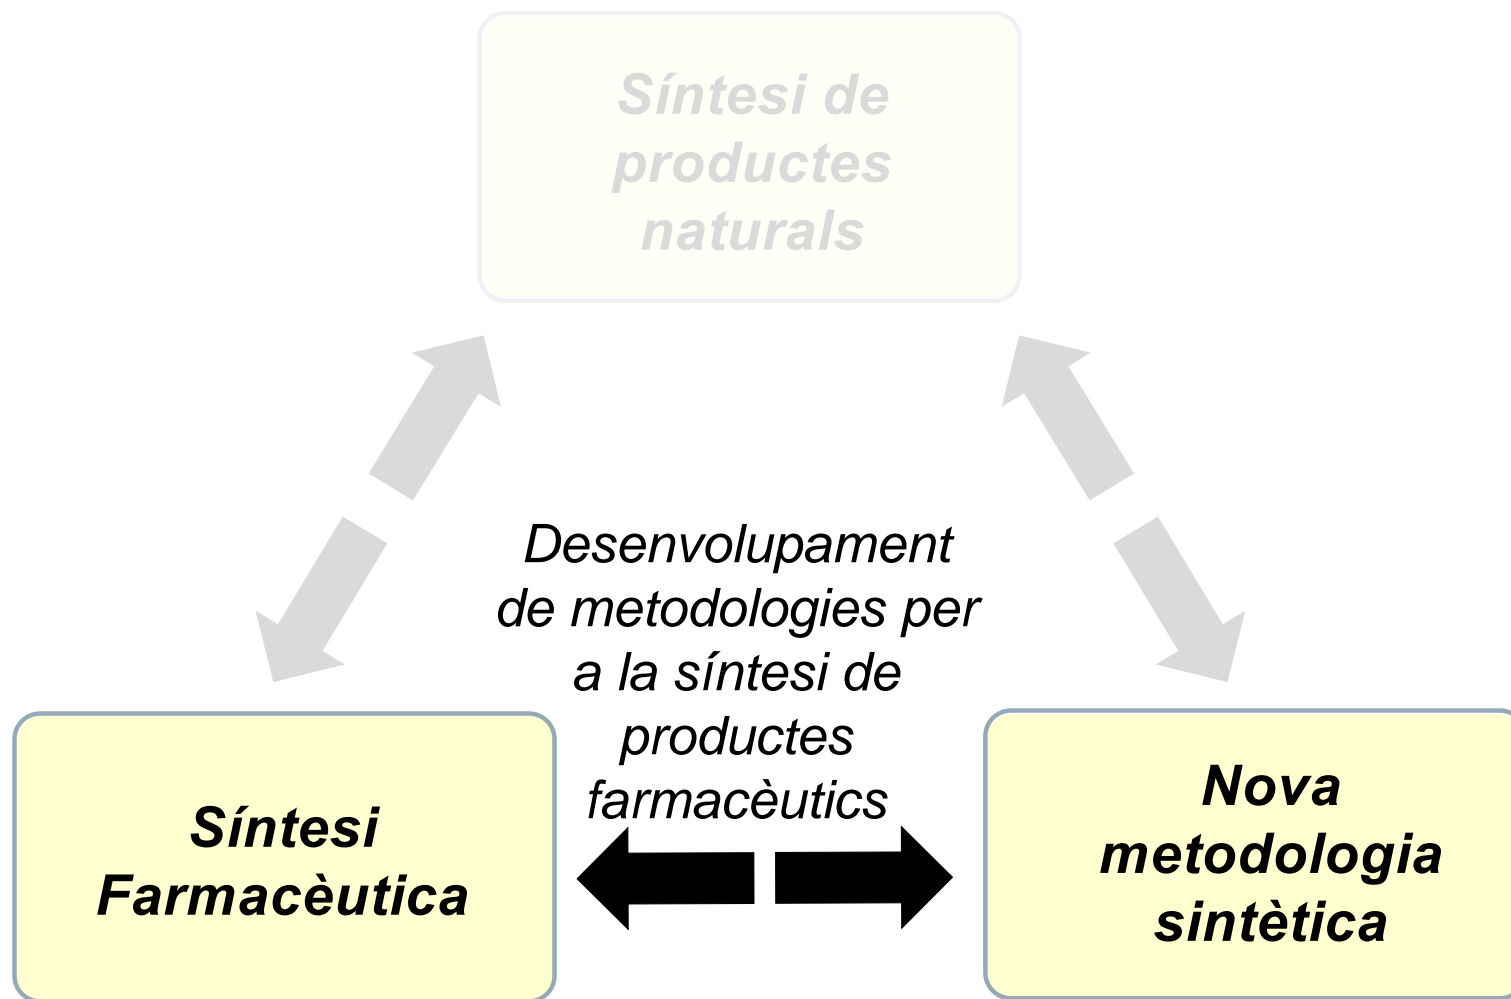 Síntesi de
productes
naturals
Desenvolupament
de metodologies per
a la síntesi de
productes
farmacèutics
Síntesi
Farmacèutica
Nova
metodologia
sintètica